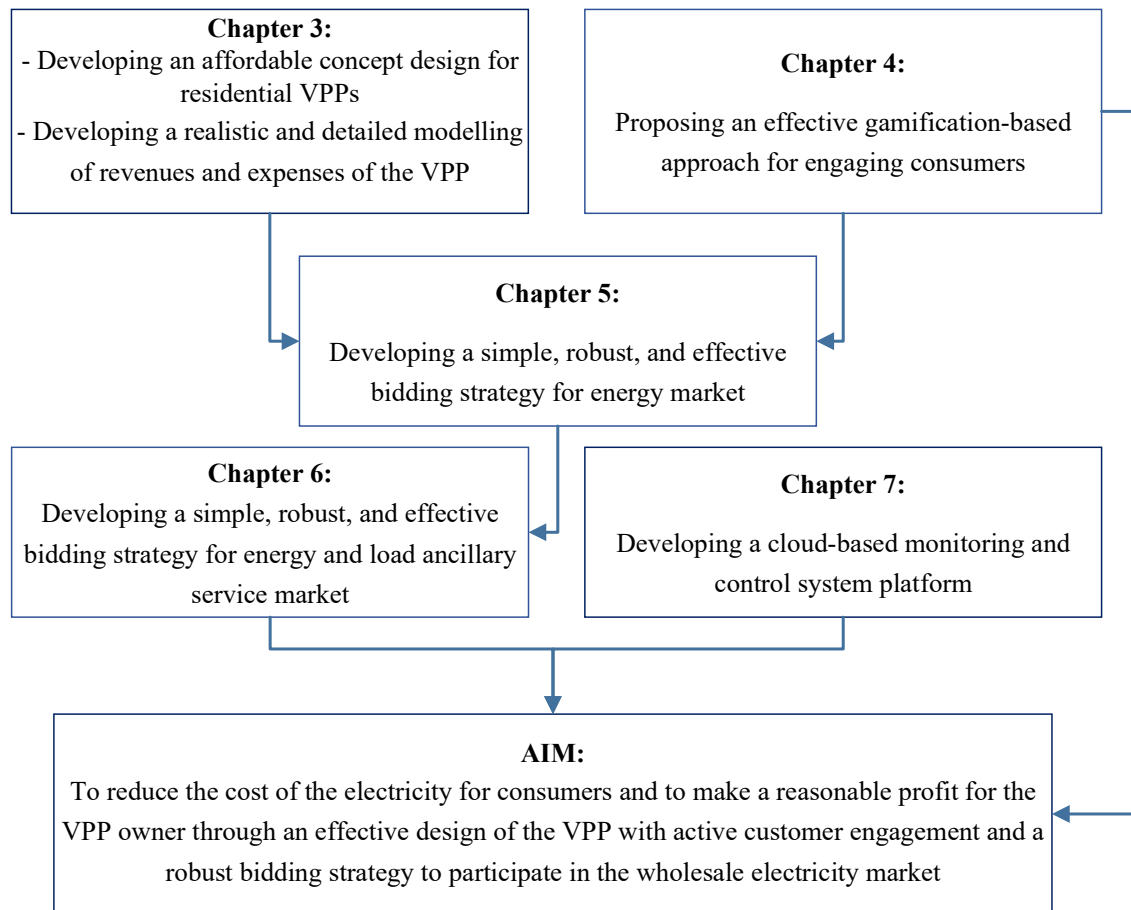 Chapter 3:
- Developing an affordable concept design for
residential VPPs
- Developing a realistic and detailed modelling
of revenues and expenses of the VPP
Chapter 4:
Proposing an effective gamification-based
approach for engaging consumers
Chapter 5:
Developing a simple, robust, and effective
bidding strategy for energy market
Chapter 6:
Developing a simple, robust, and effective
bidding strategy for energy and load ancillary
service market
Chapter 7:
Developing a cloud-based monitoring and
control system platform
AIM:
To reduce the cost of the electricity for consumers and to make a reasonable profit for the
VPP owner through an effective design of the VPP with active customer engagement and a
robust bidding strategy to participate in the wholesale electricity market